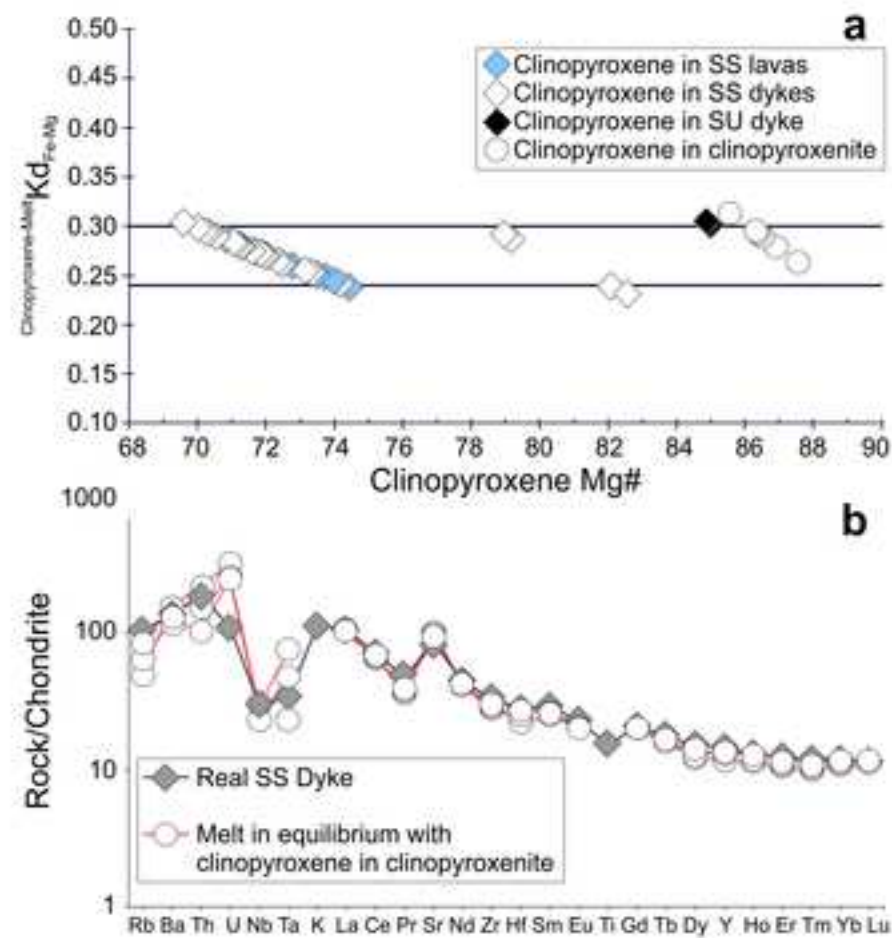 a
0.50
0.45
0.40
0.35
0.30
0.25
0.20
0.15
0.10
Clinopyroxene-Melt Kd Fe-Mg
Clinopyroxene in SS lavas
Clinopyroxene in SS dykes
Clinopyroxene in SU dyke
Clinopyroxene in clinopyroxenite
68 70 72 74 76 78 80 82 84 86 88 90
Clinopyroxene Mg#
b
1000
100
10
1
Rock/Chondrite
Real SS Dyke
Melt in equilibrium with
clinopyroxene in clinopyroxenite
Rb Ba Th U Nb Ta K La Ce Pr Sr Nd Zr Hf Sm Eu Ti Gd Tb Dy Y Ho Er Tm Yb Lu